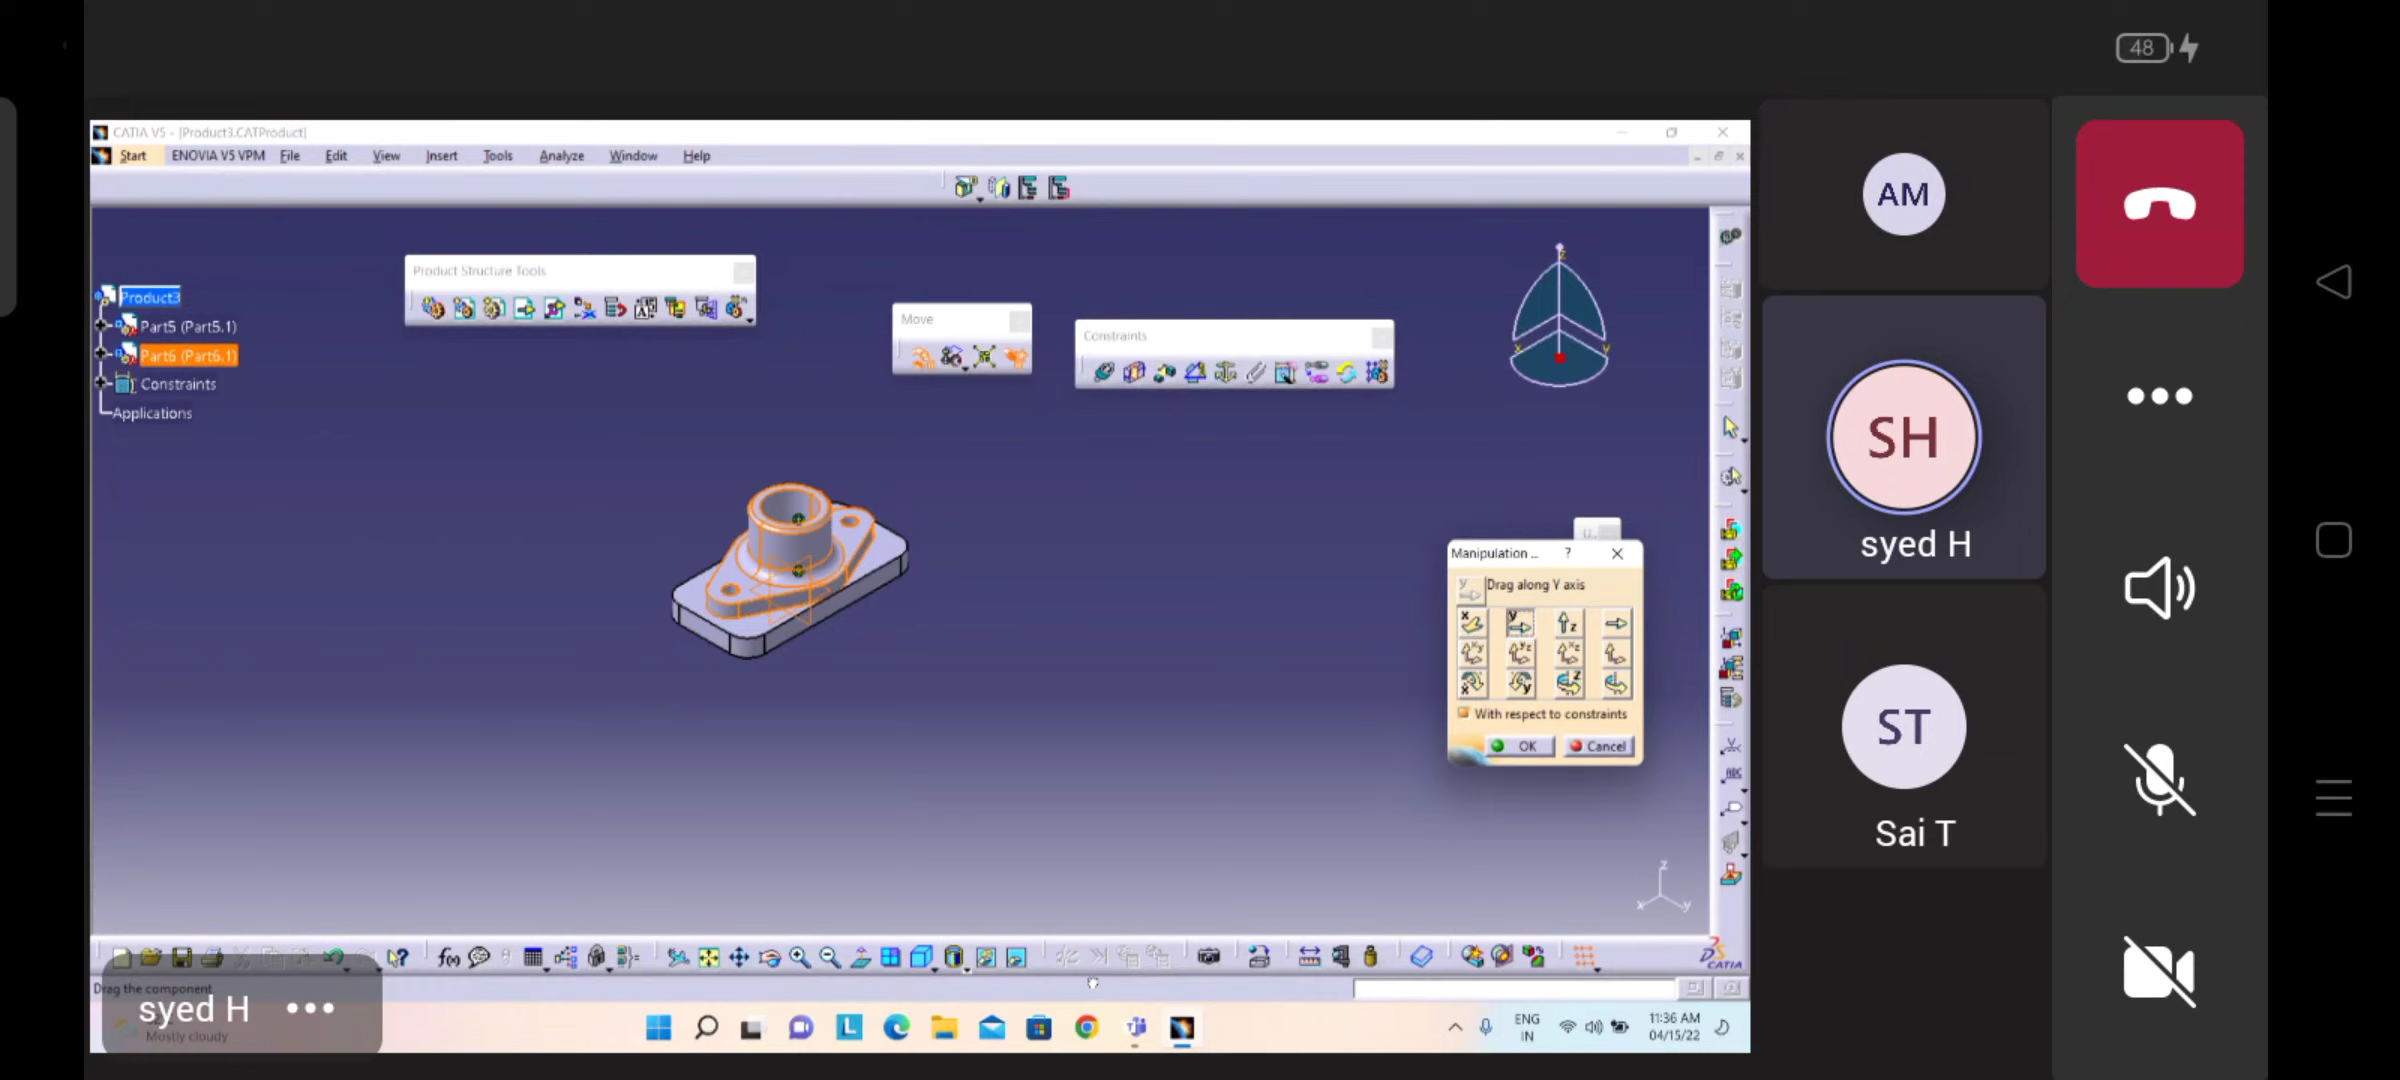 48
CATIA V5 - [Product3.CATProduct]
Start ENOVIA V5 VPM File Edit View Insert Tools Analyze Window Help
Product Structure Tools
Move
Constraints
Product3
Part5 (Part5.1)
Part6 (Part6.1)
Constraints
Applications
z
x
y
U..
Manipulation ... ?
Drag along Y axis
With respect to constraints
OK Cancel
z
x y
f(x)
CATIA
Drag the component
Mostly cloudy
syed H
ENG
IN
11:36 AM
04/15/22
AM
SH
syed H
ST
Sai T